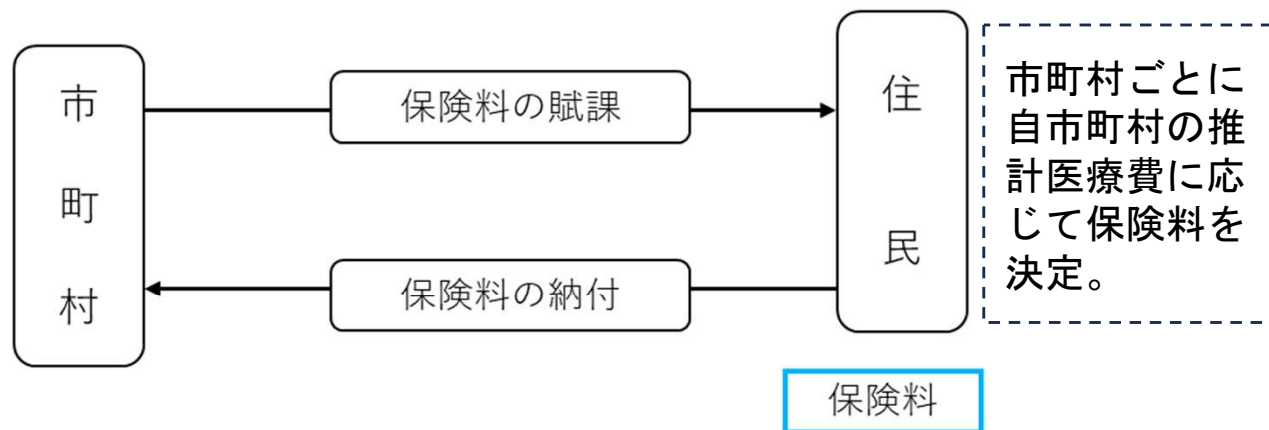 市町村
保険料の賦課
住民
市町村ごとに
自市町村の推
計医療費に応
じて保険料を
決定。
保険料の納付
保険料